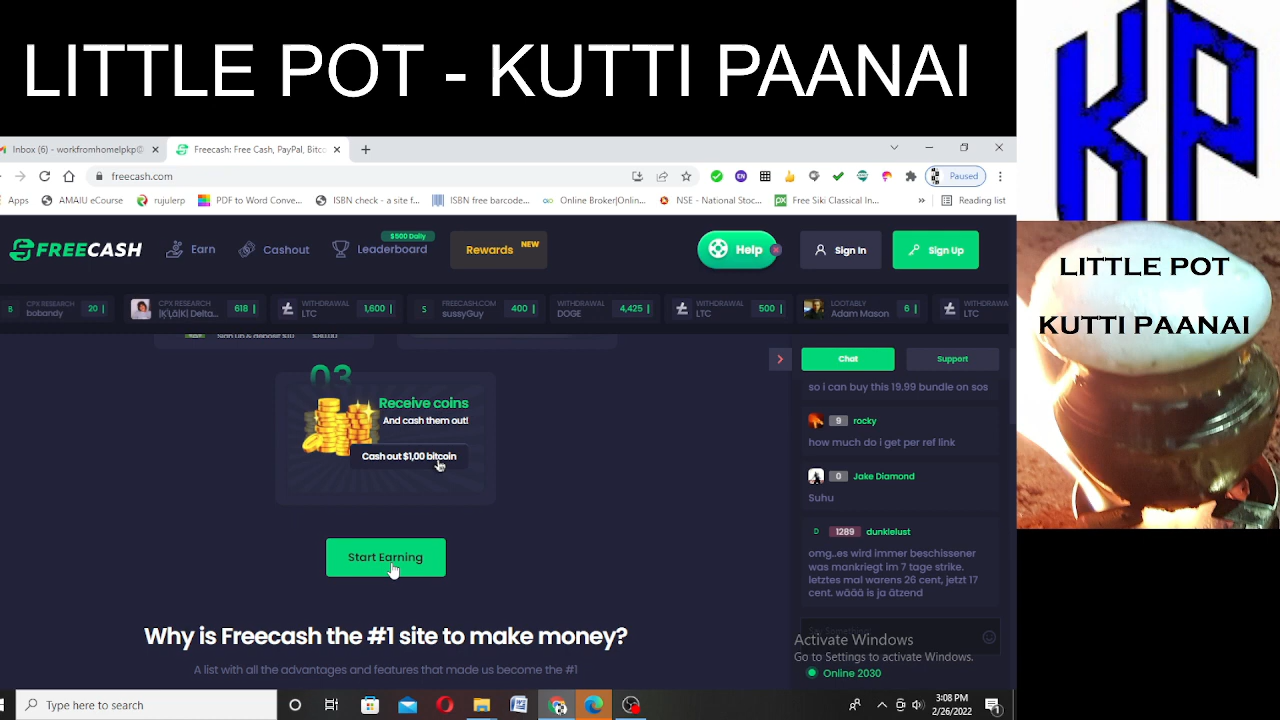 LITTLE POT - KUTTI PAANAI
KP
LITTLE POT
KUTTI PAANAI
Inbox (6) - workfromhomelpkp@
Freecash: Free Cash, PayPal, Bitco
freecash.com
Paused
Apps
AMAIU eCourse
rujulerp
PDF to Word Conve...
ISBN check - a site f...
ISBN free barcode...
Online Broker|Onlin...
NSE - National Stoc...
Free Siki Classical In...
»
Reading list
FREECASH
Earn
Cashout
$500 Daily
Leaderboard
Rewards NEW
Help
Sign In
Sign Up
B
CPX RESEARCH
bobandy
20
CPX RESEARCH
618
WITHDRAWAL
LTC
1,600
S
FREECASH.COM
sussyGuy
400
WITHDRAWAL
DOGE
4,425
WITHDRAWAL
LTC
500
LOOTABLY
Adam Mason
6
WITHDRAWA
LTC
03
Receive coins
And cash them out!
Cash out $1,00 bitcoin
Start Earning
Why is Freecash the #1 site to make money?
A list with all the advantages and features that made us become the #1
Chat
Support
so i can buy this 19.99 bundle on sos
9 rocky
how much do i get per ref link
0 Jake Diamond
Suhu
D 1289 dunklelust
omg..es wird immer beschissener
was mankriegt im 7 tage strike.
letztes mal warens 26 cent, jetzt 17
cent. wäää is ja ätzend
Activate Windows
Go to Settings to activate Windows.
Online 2030
Type here to search
3:08 PM
2/26/2022